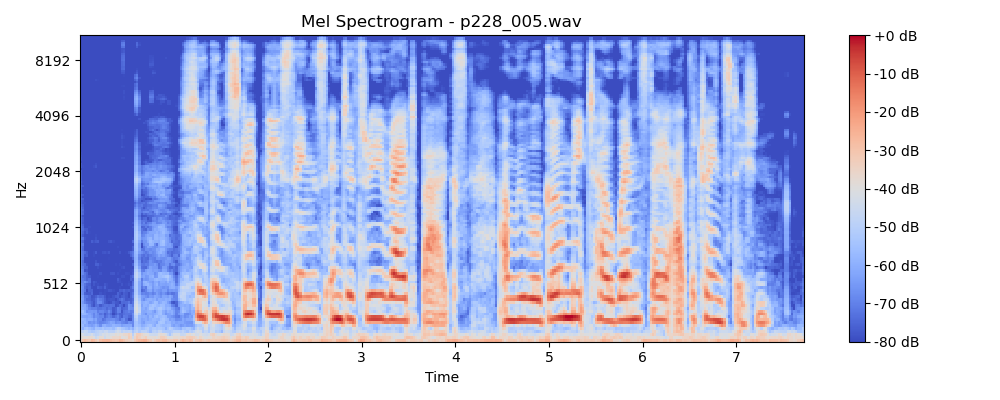 Mel Spectrogram - p228_005.wav
8192
4096
2048
1024
512
0
Hz
0 1 2 3 4 5 6 7
Time
+0 dB
-10 dB
-20 dB
-30 dB
-40 dB
-50 dB
-60 dB
-70 dB
-80 dB